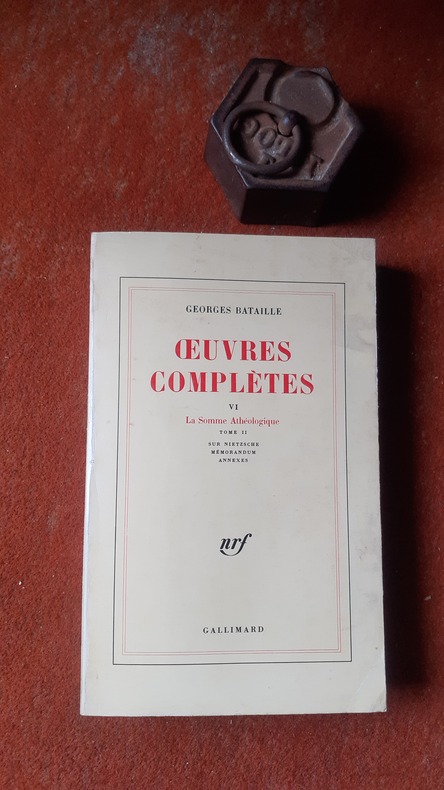 GEORGES BATAILLE
ŒUVRES
COMPLÈTES
VI
La Somme Athéologique
TOME II
SUR NIETZSCHE
MÉMORANDUM
ANNEXES
nrf
GALLIMARD